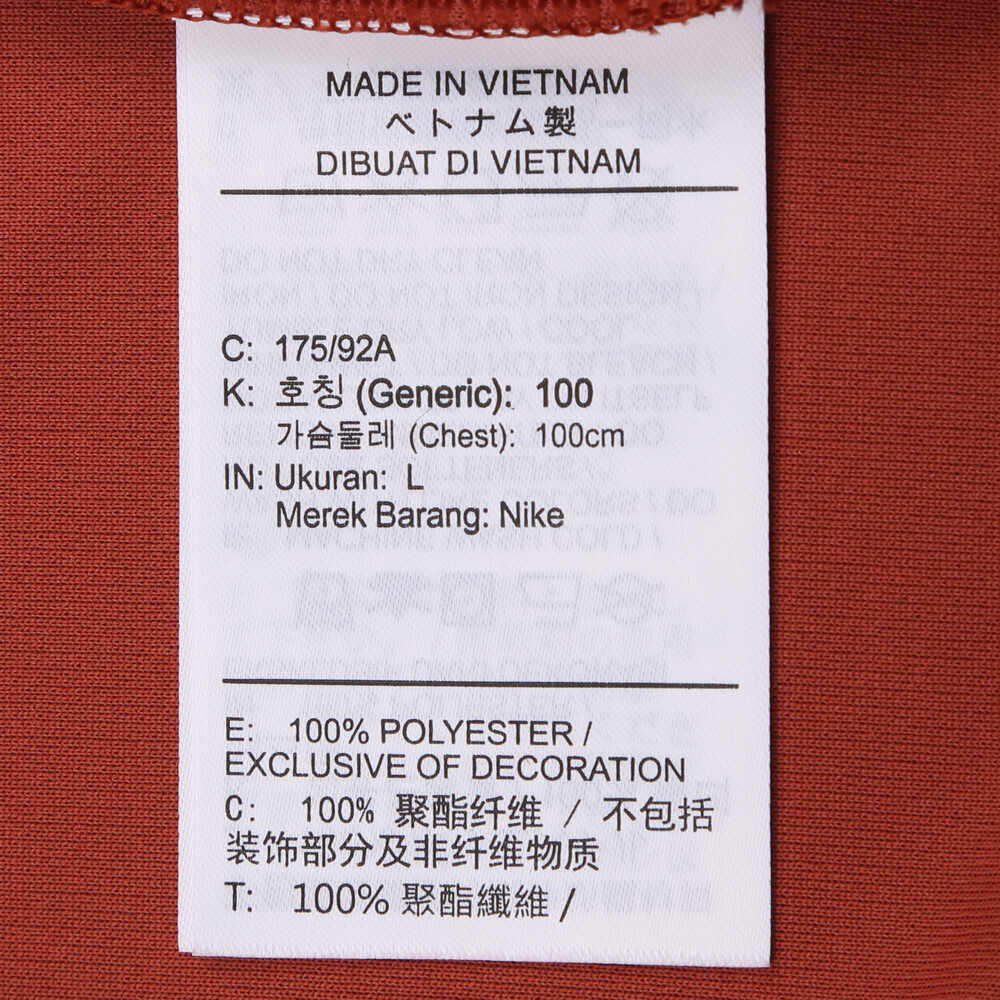 MADE IN VIETNAM
ベトナム製
DIBUAT DI VIETNAM
C: 175/92A
K: 호칭 (Generic): 100
가슴둘레 (Chest): 100cm
IN: Ukuran: L
Merek Barang: Nike
E: 100% POLYESTER /
EXCLUSIVE OF DECORATION
C: 100% 聚酯纤维 / 不包括
装饰部分及非纤维物质
T: 100% 聚酯纖維 /